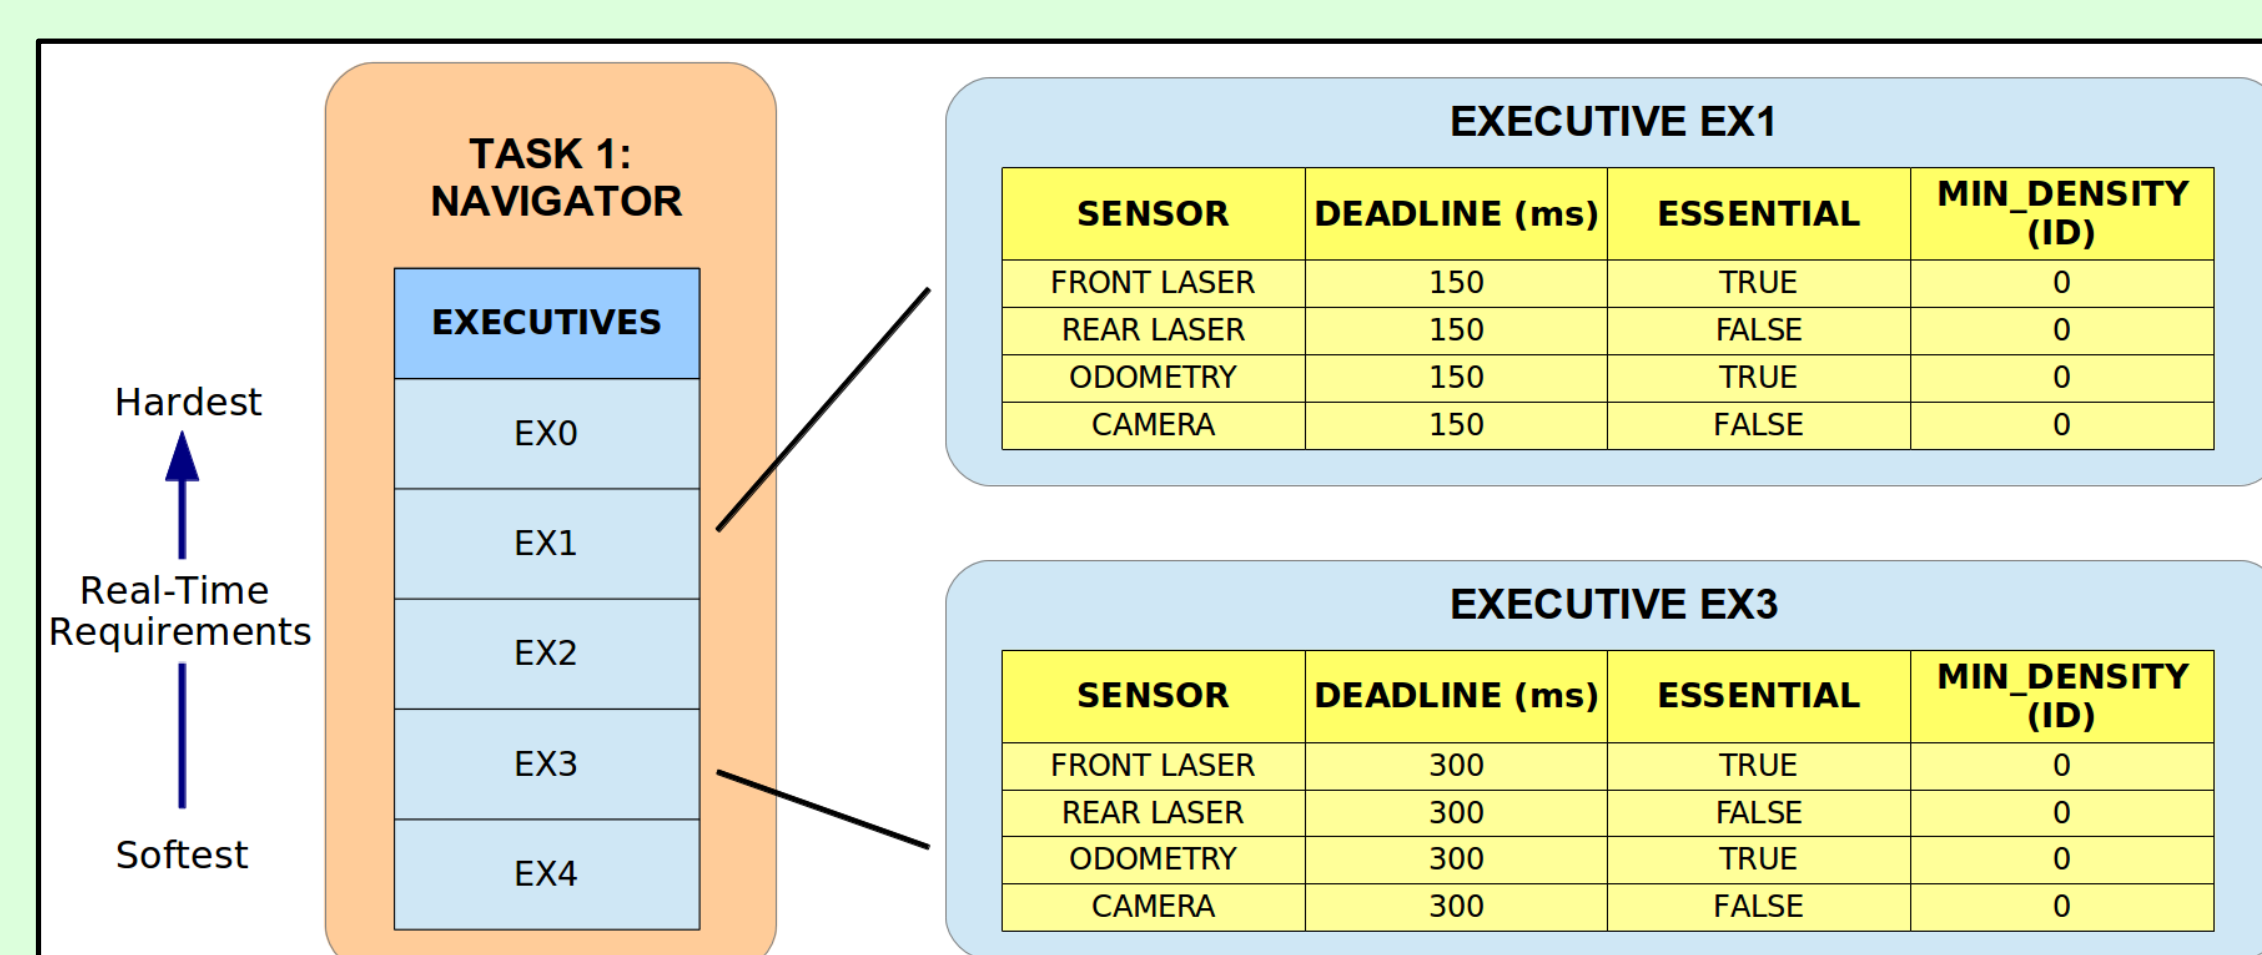 Hardest
Real-Time
Requirements
Softest
TASK 1:
NAVIGATOR
EXECUTIVES
EX0
EX1
EX2
EX3
EX4
EXECUTIVE EX1
SENSOR DEADLINE (ms) ESSENTIAL MIN_DENSITY (ID)
FRONT LASER 150 TRUE 0
REAR LASER 150 FALSE 0
ODOMETRY 150 TRUE 0
CAMERA 150 FALSE 0
EXECUTIVE EX3
SENSOR DEADLINE (ms) ESSENTIAL MIN_DENSITY (ID)
FRONT LASER 300 TRUE 0
REAR LASER 300 FALSE 0
ODOMETRY 300 TRUE 0
CAMERA 300 FALSE 0